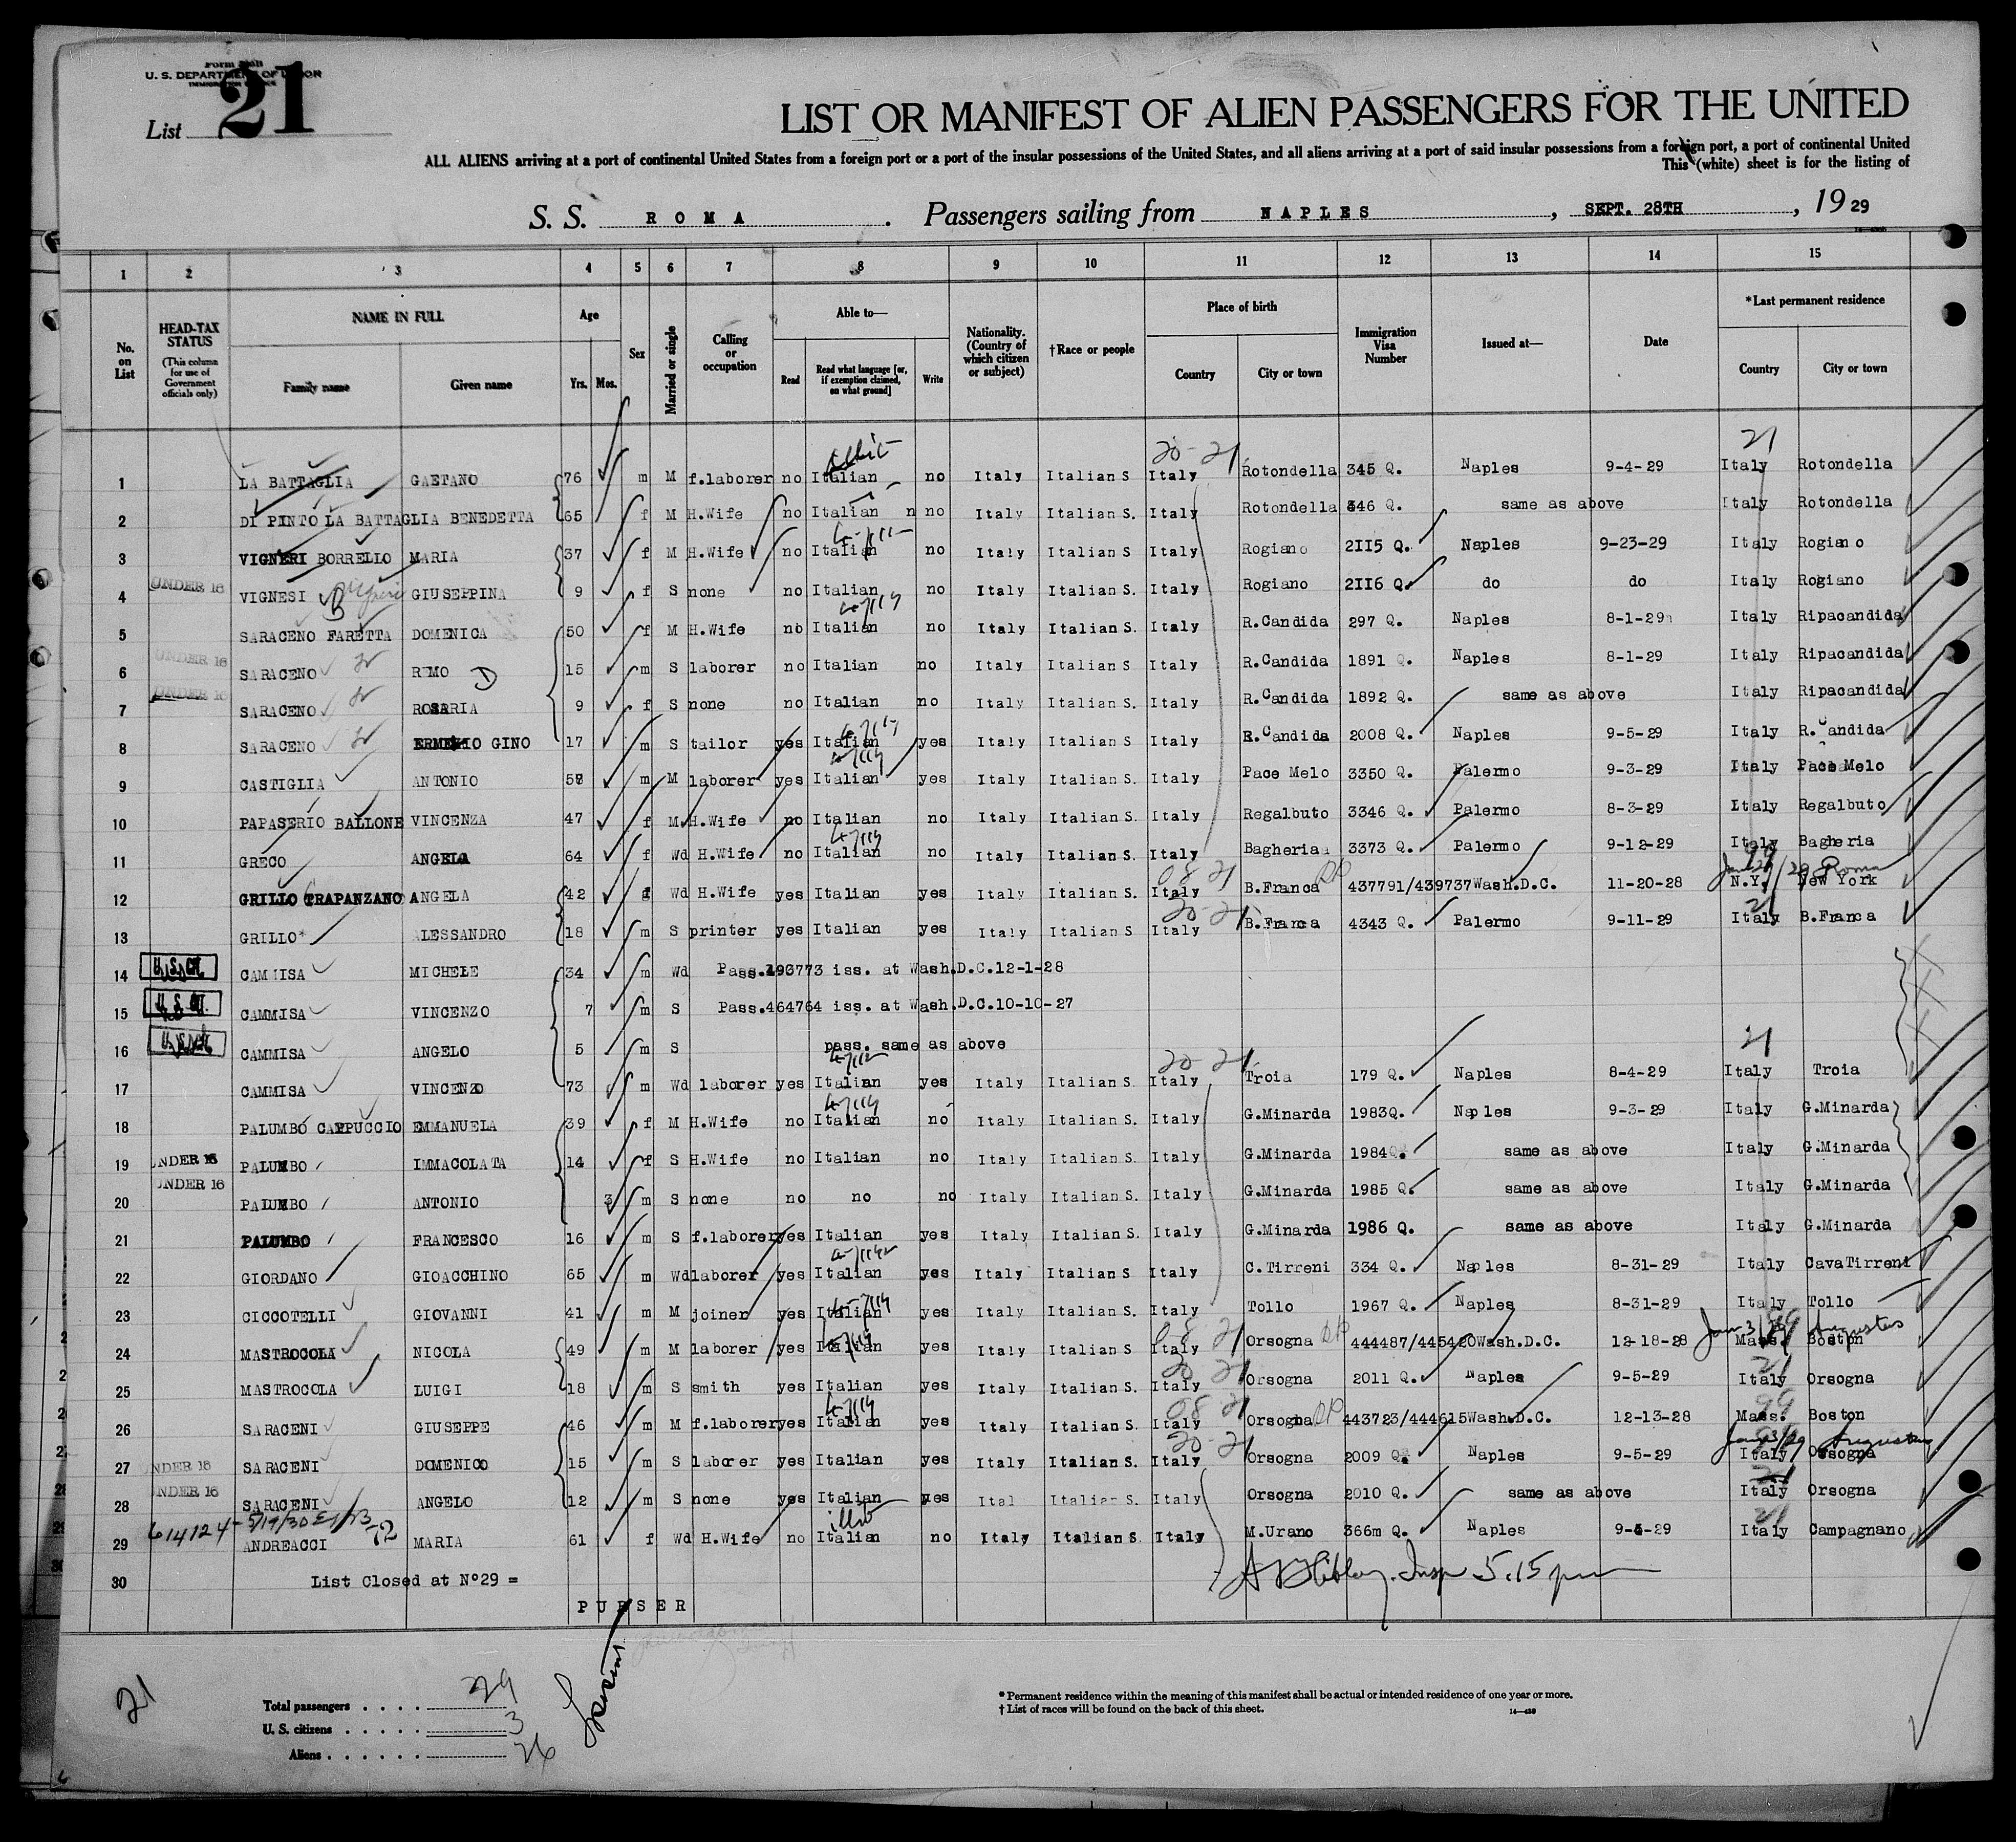 Form 500B
U. S. DEPARTMENT OF LABOR
List 21
LIST OR MANIFEST OF ALIEN PASSENGERS FOR THE UNITED
ALL ALIENS arriving at a port of continental United States from a foreign port or a port of the insular possessions of the United States, and all aliens arriving at a port of said insular possessions from a foreign port, a port of continental United
This (white) sheet is for the listing of
S. S. ROMA. Passengers sailing from NAPLES, SEPT. 28TH, 19 29
1 2 3 4 5 6 7 8 9 10 11 12 13 14 15
No. on List
HEAD-TAX STATUS (This column for use of Government officials only)
NAME IN FULL Family name Given name
Age Yrs. Mos.
Sex
Married or single
Calling or occupation
Able to— Read Read what language [or, if exemption claimed, on what ground] Write
Nationality. (Country of which citizen or subject)
†Race or people
Place of birth Country City or town
Immigration Visa Number
Issued at—
Date
*Last permanent residence Country City or town
20-21 21
1 LA BATTAGLIA GAETANO 76 m M f.laborer no Italian no Italy Italian S Italy Rotondella 345 Q. Naples 9-4-29 Italy Rotondella
2 DI PINTO LA BATTAGLIA BENEDETTA 65 f M H.Wife no Italian n no Italy Italian S. Italy Rotondella 346 Q. same as above Italy Rotondella
3 VIGNERI BORRELLO MARIA 37 f M H.Wife no Italian no Italy Italian S Italy Rogiano 2II5 Q. Naples 9-23-29 Italy Rogiano
4 UNDER 16 VIGNESI GIUSEPPINA 9 f S none no Italian no Italy Italian S Italy Rogiano 2II6 Q. do do Italy Rogiano
5 SARACENO FARETTA DOMENICA 50 f M H.Wife no Italian no Italy Italian S. Italy R.Candida 297 Q. Naples 8-1-29 Italy Ripacandida
6 UNDER 16 SARACENO REMO D 15 m S laborer no Italian no Italy Italian S. Italy R.Candida 1891 Q. Naples 8-1-29 Italy Ripacandida
7 UNDER 16 SARACENO ROSARIA 9 f S none no Italian no Italy Italian S. Italy R.Candida 1892 Q. same as above Italy Ripacandida
8 SARACENO GINO 17 m S tailor yes Italian yes Italy Italian S Italy R.Candida 2008 Q. Naples 9-5-29 Italy R.Candida
9 CASTIGLIA ANTONIO m M laborer yes Italian yes Italy Italian S. Italy Pace Melo 3350 Q. Palermo 9-3-29 Italy Pace Melo
10 PAPASERIO BALLONE VINCENZA 47 f M H.Wife no Italian no Italy Italian S. Italy Regalbuto 3346 Q. Palermo 8-3-29 Italy Regalbuto
11 GRECO ANGELA 64 f Wd H.Wife no Italian no Italy Italian S. Italy Bagheria 3373 Q. Palermo 9-12-29 Italy Bagheria
12 GRILLO TRAPANZANO ANGELA 42 f Wd H.Wife yes Italian yes Italy Italian S. Italy B.Franca 437791/439737 Wash.D.C. 11-20-28 N.Y. New York
13 GRILLO ALESSANDRO 18 m S printer yes Italian yes Italy Italian S Italy B.Franca 4343 Q. Palermo 9-11-29 Italy B.Franca
14 U.S. Cit. CAMMISA MICHELE 34 m Wd Pass. iss. at Wash.D.C.12-1-28
15 U.S. CIT. CAMMISA VINCENZO 7 m S Pass.464764 iss. at Wash.D.C.10-10-27
16 U.S. Cit CAMMISA ANGELO 5 m S pass. same as above
20-21 21
17 CAMMISA VINCENZO 73 m Wd laborer yes Italian yes Italy Italian S. Italy Troia 179 Q. Naples 8-4-29 Italy Troia
18 PALUMBO CAPPUCCIO EMMANUELA 39 f M H.Wife no Italian no Italy Italian S. Italy G.Minarda 1983Q. Naples 9-3-29 Italy G.Minarda
19 UNDER 16 PALUMBO IMMACOLATA 14 f S H.Wife no Italian no Italy Italian S. Italy G.Minarda 1984Q. same as above Italy G.Minarda
20 UNDER 16 PALUMBO ANTONIO 3 m S none no no no Italy Italian S. Italy G.Minarda 1985 Q. same as above Italy G.Minarda
21 PALUMBO FRANCESCO 16 m S f.laborer yes Italian yes Italy Italian S. Italy G.Minarda 1986 Q. same as above Italy G.Minarda
22 GIORDANO GIOACCHINO 65 m Wd laborer yes Italian yes Italy Italian S Italy C.Tirreni 334 Q. Naples 8-31-29 Italy CavaTirreni
23 CICCOTELLI GIOVANNI 41 m M joiner yes Italian yes Italy Italian S. Italy Tollo 1967 Q. Naples 8-31-29 Italy Tollo
24 MASTROCOLA NICOLA 49 m M laborer yes Italian yes Italy Italian S Italy Orsogna 444487/445420 Wash.D.C. 12-18-28 Mass. Boston
25 MASTROCOLA LUIGI 18 m S smith yes Italian yes Italy Italian S. Italy Orsogna 2011 Q. Naples 9-5-29 Italy Orsogna
26 SARACENI GIUSEPPE 46 m M f.laborer yes Italian yes Italy Italian S. Italy Orsogna 443723/444615 Wash.D.C. 12-13-28 Mass. Boston
27 UNDER 16 SARACENI DOMENICO 15 m S laborer yes Italian yes Italy Italian S. Italy Orsogna 2009 Q. Naples 9-5-29 Italy Orsogna
28 UNDER 16 SARACENI ANGELO 12 m S none yes Italian yes Ital Italian S. Italy Orsogna 2010 Q. same as above Italy Orsogna
29 ANDREACCI MARIA 61 f Wd H.Wife no Italian no Italy Italian S. Italy M.Urano 366m Q. Naples Italy Campagnano
30 List Closed at Nº29 =
5.15 pm
PURSER
21
Total passengers . . . . 29
U. S. citizens . . . . . 3
Aliens . . . . . . 26
* Permanent residence within the meaning of this manifest shall be actual or intended residence of one year or more.
† List of races will be found on the back of this sheet.